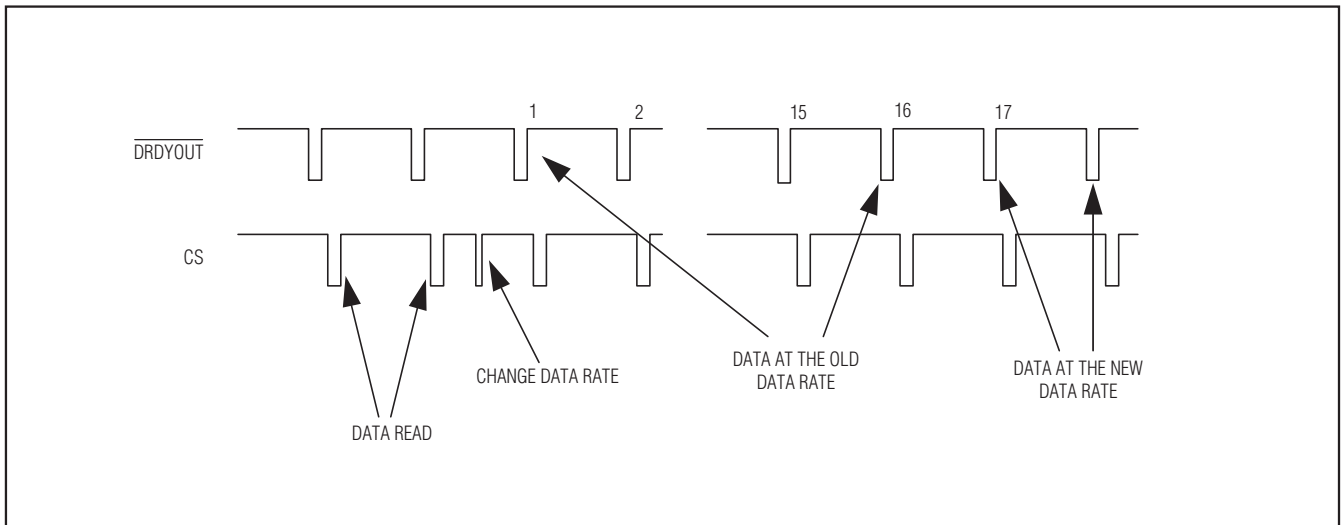 1
2
15
16
17
DRDYOUT
CS
CHANGE DATA RATE
DATA AT THE OLD
DATA RATE
DATA AT THE NEW
DATA RATE
DATA READ